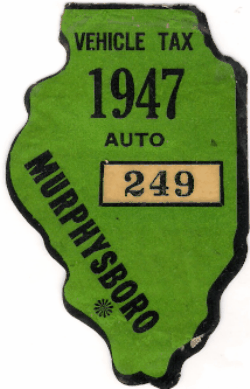 VEHICLE TAX
1947
AUTO
249
MURPHYSBORO